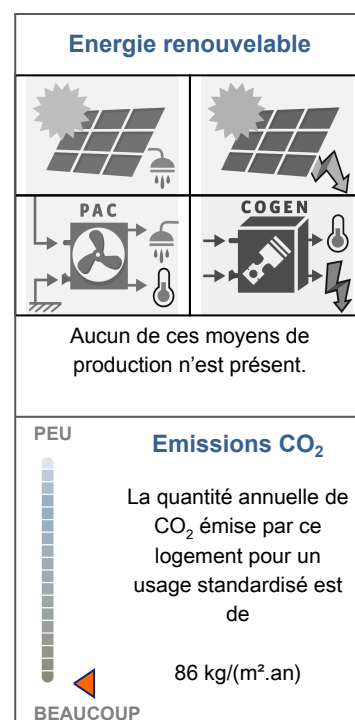 Energie renouvelable
PAC
COGEN
Aucun de ces moyens de
production n’est présent.
PEU
Emissions CO₂
La quantité annuelle de
CO₂ émise par ce
logement pour un
usage standardisé est
de
86 kg/(m².an)
BEAUCOUP